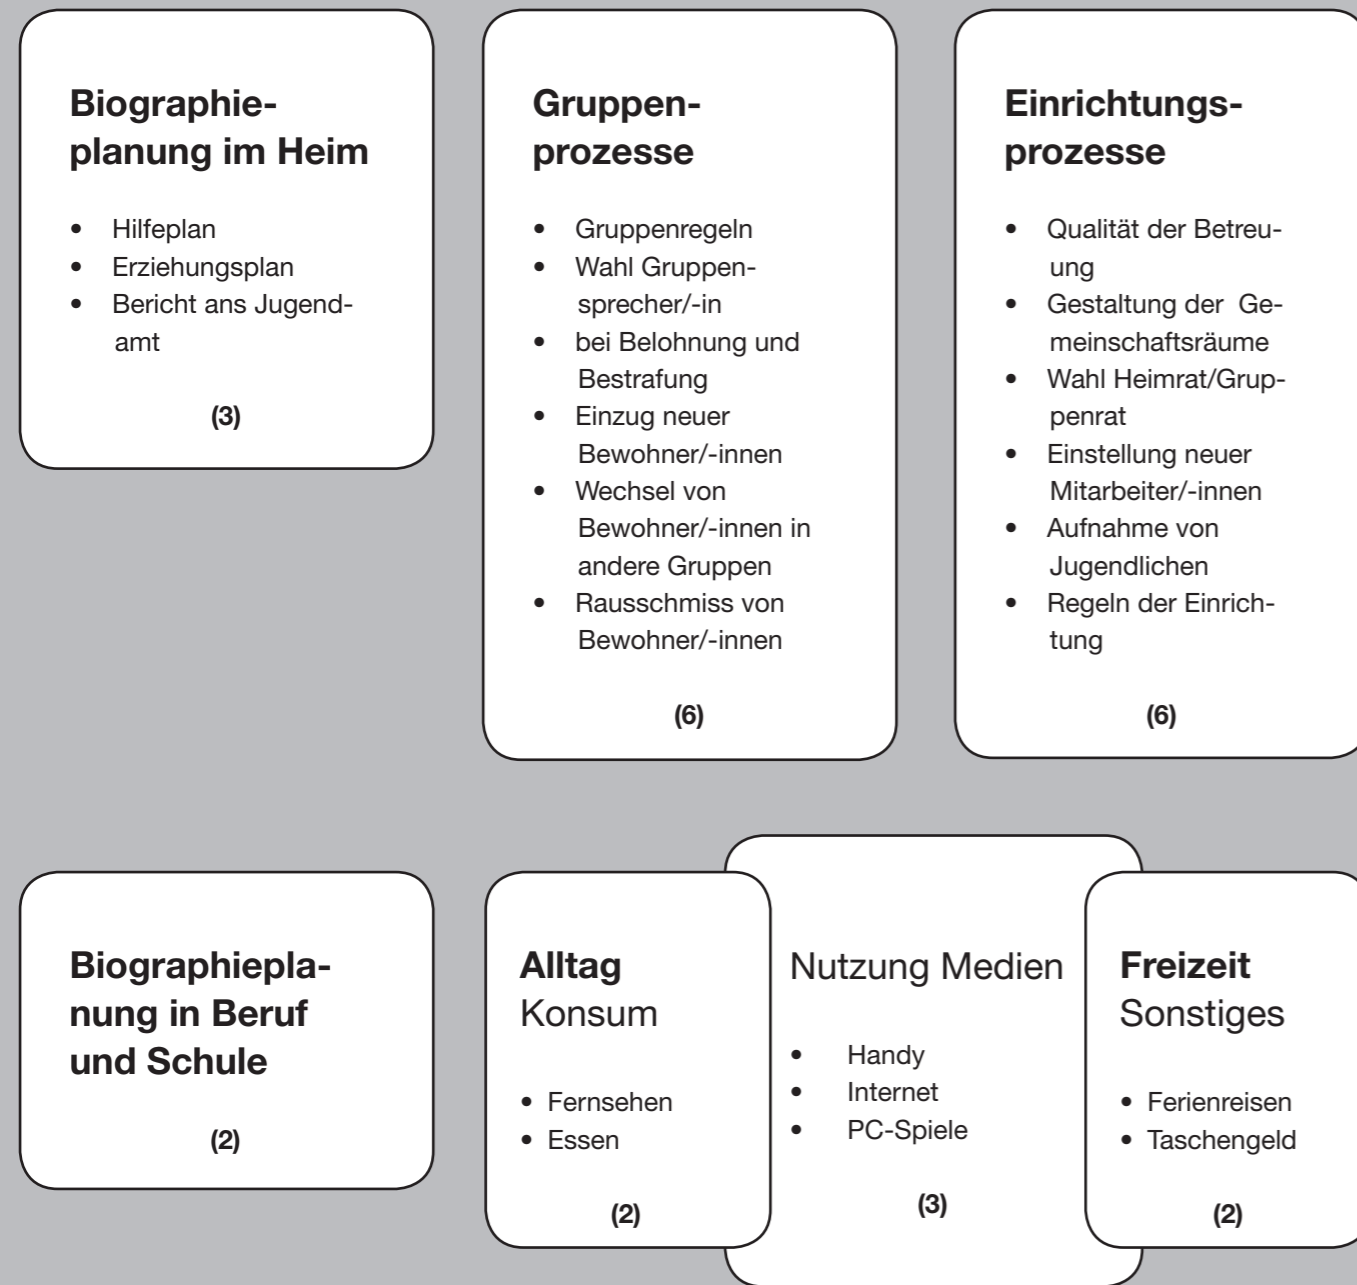 Biographie-
planung im Heim
• Hilfeplan
• Erziehungsplan
• Bericht ans Jugend-
amt
(3)
Gruppen-
prozesse
• Gruppenregeln
• Wahl Gruppen-
sprecher/-in
• bei Belohnung und
Bestrafung
• Einzug neuer
Bewohner/-innen
• Wechsel von
Bewohner/-innen in
andere Gruppen
• Rausschmiss von
Bewohner/-innen
(6)
Einrichtungs-
prozesse
• Qualität der Betreu-
ung
• Gestaltung der Ge-
meinschaftsräume
• Wahl Heimrat/Grup-
penrat
• Einstellung neuer
Mitarbeiter/-innen
• Aufnahme von
Jugendlichen
• Regeln der Einrich-
tung
(6)
Biographiepla-
nung in Beruf
und Schule
(2)
Alltag
Konsum
• Fernsehen
• Essen
(2)
Nutzung Medien
• Handy
• Internet
• PC-Spiele
(3)
Freizeit
Sonstiges
• Ferienreisen
• Taschengeld
(2)